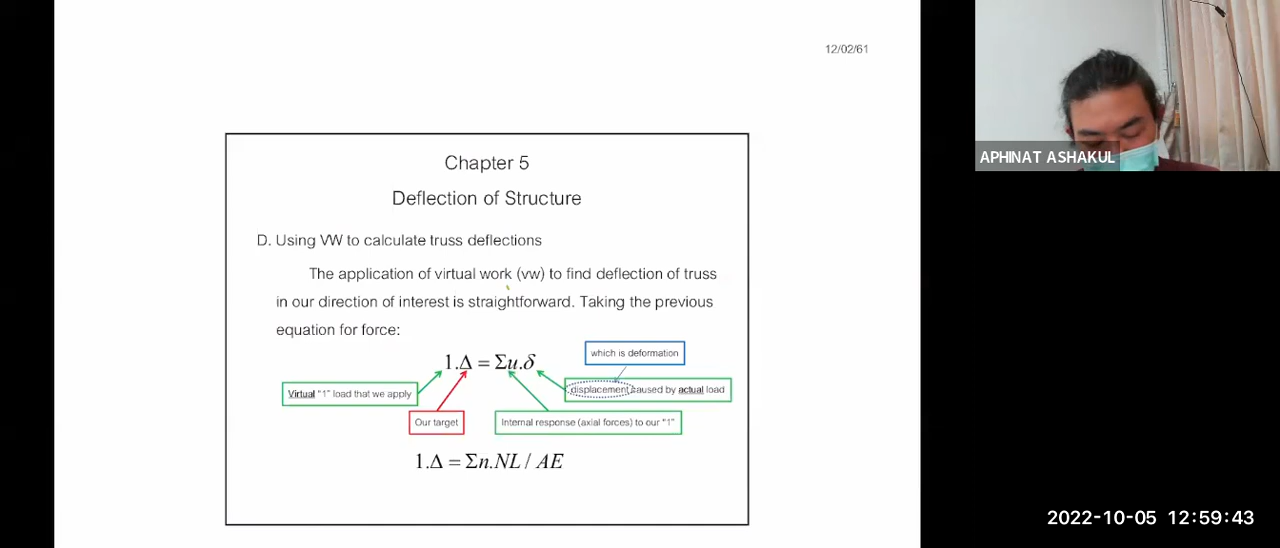 12/02/61
APHINAT ASHAKUL
Chapter 5
Deflection of Structure
D. Using VW to calculate truss deflections
The application of virtual work (vw) to find deflection of truss
in our direction of interest is straightforward. Taking the previous
equation for force:
which is deformation
1.Δ = Σu.δ
Virtual "1" load that we apply
displacement caused by actual load
Our target
Internal response (axial forces) to our "1"
1.Δ = Σn.NL / AE
2022-10-05 12:59:43